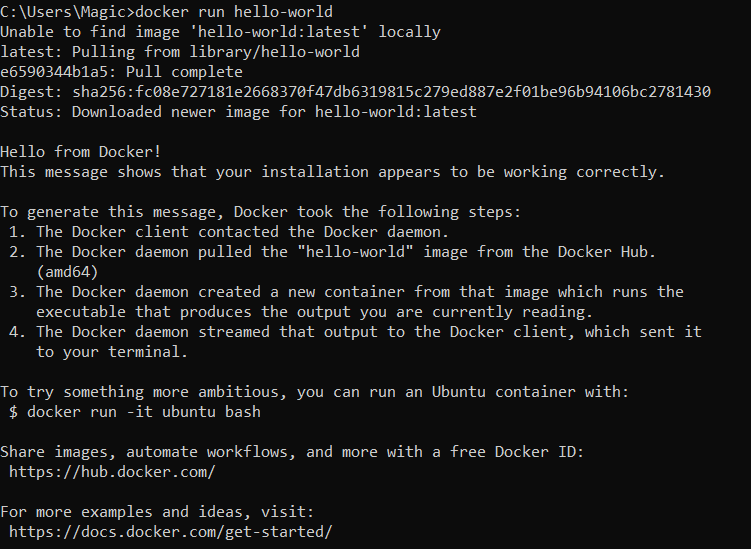 C:\Users\Magic>docker run hello-world
Unable to find image 'hello-world:latest' locally
latest: Pulling from library/hello-world
e6590344b1a5: Pull complete
Digest: sha256:fc08e727181e2668370f47db6319815c279ed887e2f01be96b94106bc2781430
Status: Downloaded newer image for hello-world:latest

Hello from Docker!
This message shows that your installation appears to be working correctly.

To generate this message, Docker took the following steps:
 1. The Docker client contacted the Docker daemon.
 2. The Docker daemon pulled the "hello-world" image from the Docker Hub.
    (amd64)
 3. The Docker daemon created a new container from that image which runs the
    executable that produces the output you are currently reading.
 4. The Docker daemon streamed that output to the Docker client, which sent it
    to your terminal.

To try something more ambitious, you can run an Ubuntu container with:
 $ docker run -it ubuntu bash

Share images, automate workflows, and more with a free Docker ID:
 https://hub.docker.com/

For more examples and ideas, visit:
 https://docs.docker.com/get-started/